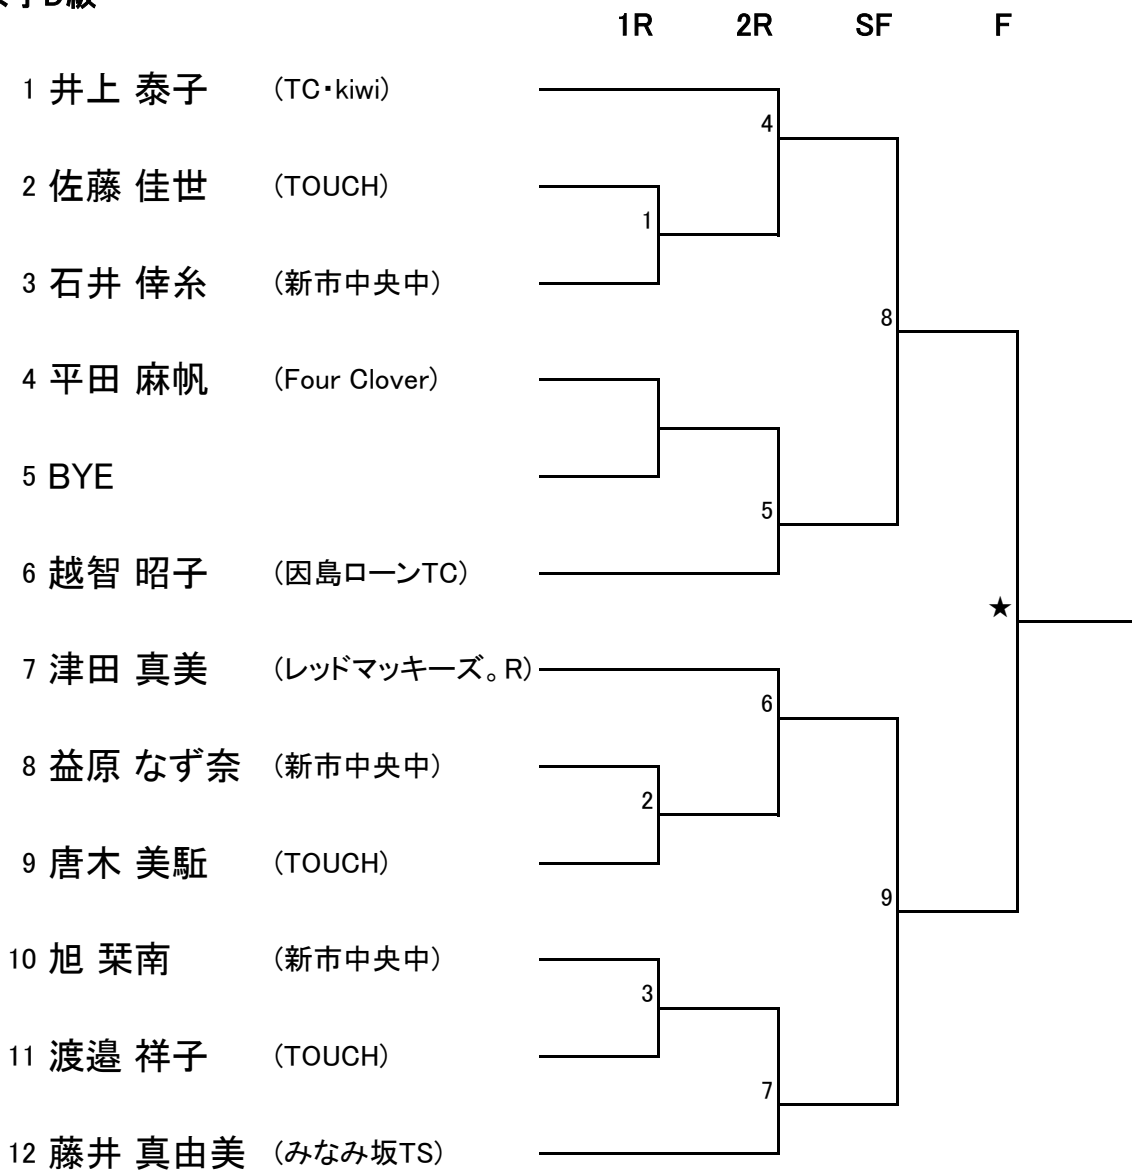 1R 2R SF F
1 井上 泰子 (TC・kiwi)
4
2 佐藤 佳世 (TOUCH)
1
3 石井 倖糸 (新市中央中)
8
4 平田 麻帆 (Four Clover)
5 BYE
5
6 越智 昭子 (因島ローンTC)
★
7 津田 真美 (レッドマッキーズ。R)
6
8 益原 なず奈 (新市中央中)
2
9 唐木 美駈 (TOUCH)
9
10 旭 栞南 (新市中央中)
3
11 渡邉 祥子 (TOUCH)
7
12 藤井 真由美 (みなみ坂TS)